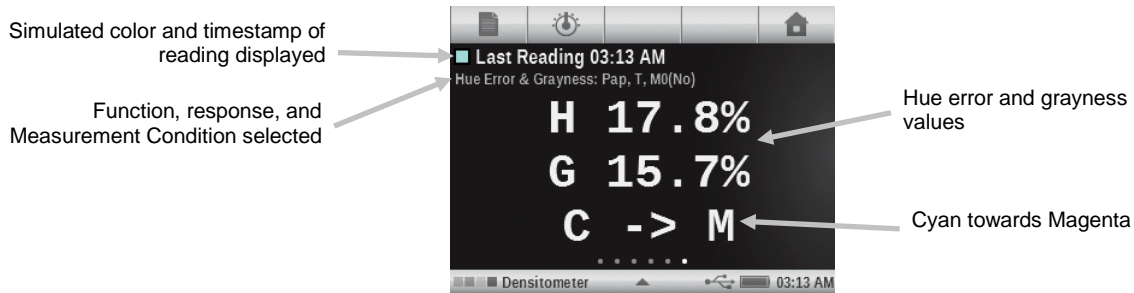 Simulated color and timestamp of
reading displayed
Function, response, and
Measurement Condition selected
Last Reading 03:13 AM
Hue Error & Grayness: Pap, T, M0(No)
H 17.8%
G 15.7%
C -> M
Densitometer
03:13 AM
Hue error and grayness
values
Cyan towards Magenta